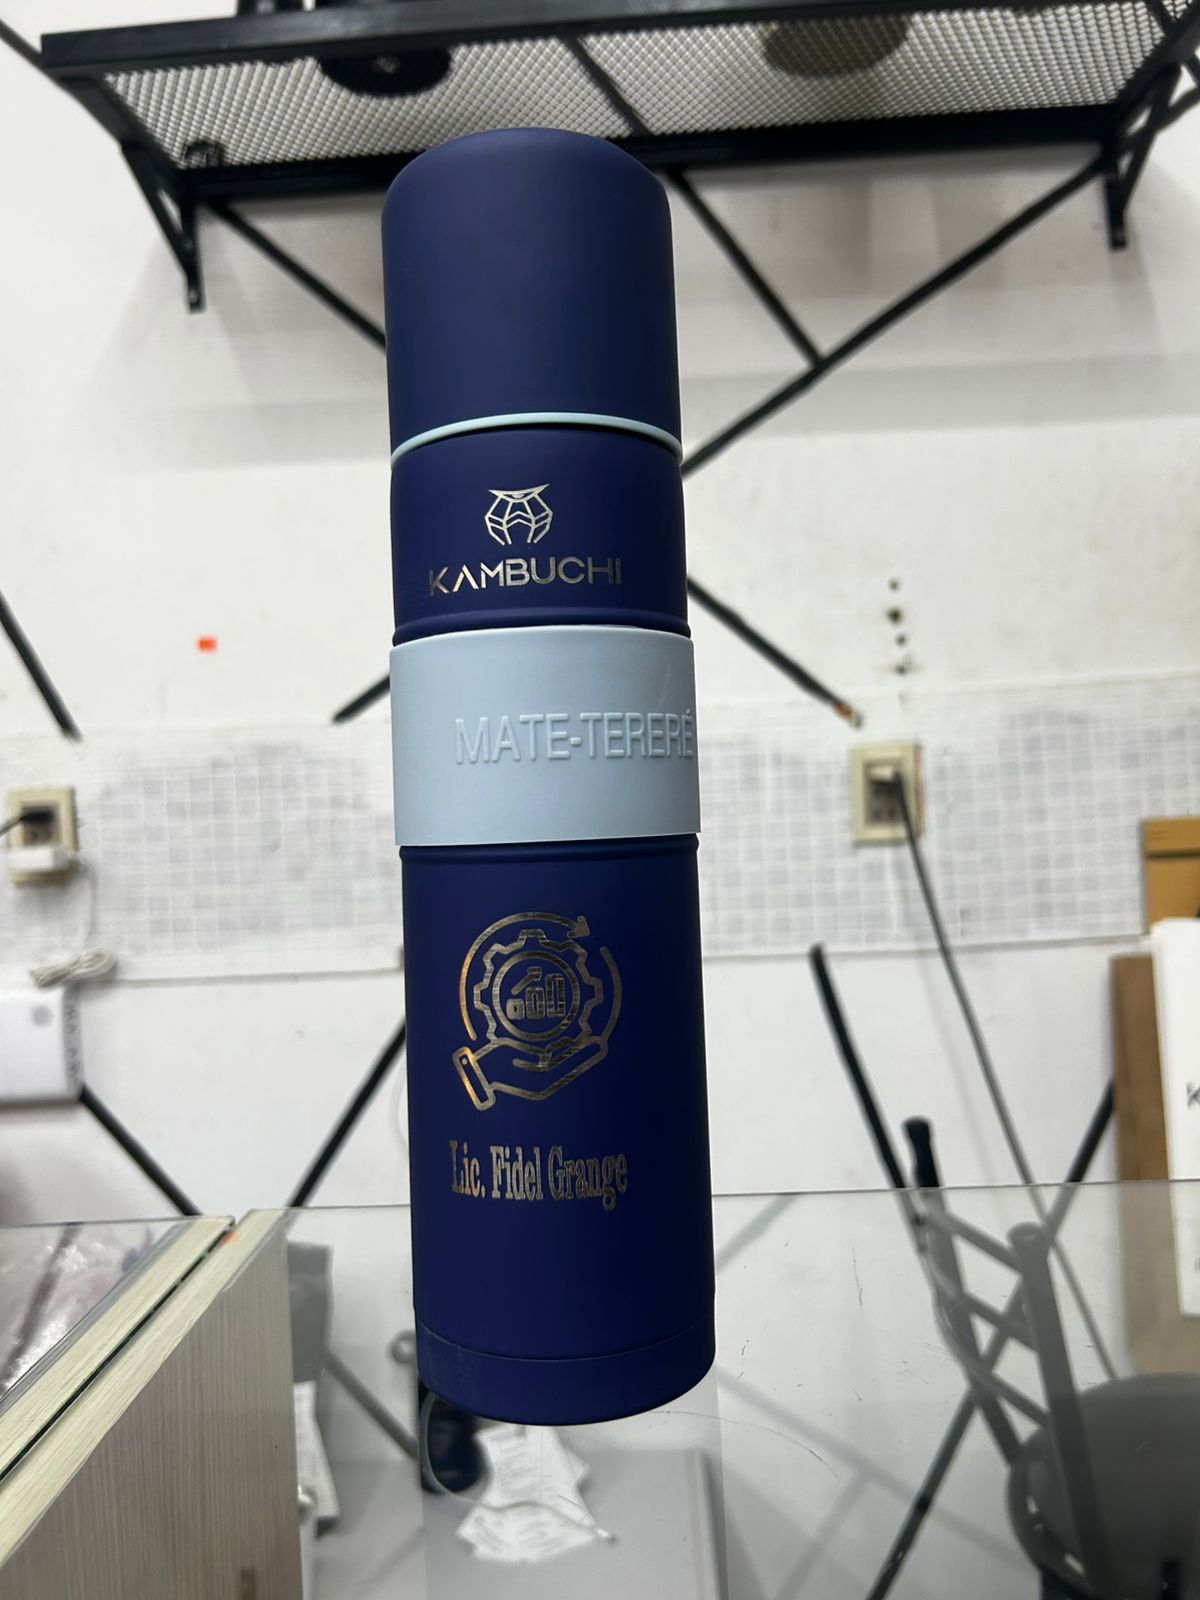 KAMBUCHI
MATE-TERERÉ
Lic. Fidel Grange